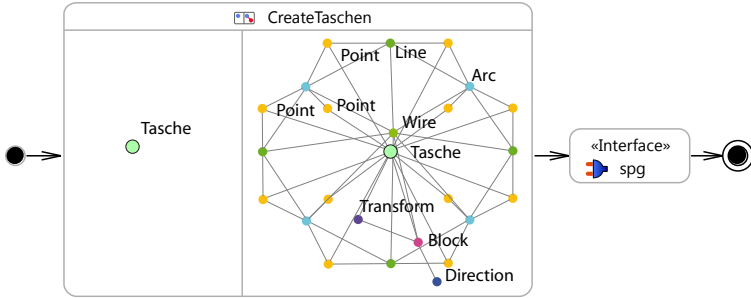 CreateTaschen
Tasche
Point
Line
Arc
Point
Point
Wire
Tasche
Transform
Block
Direction
«Interface»
spg